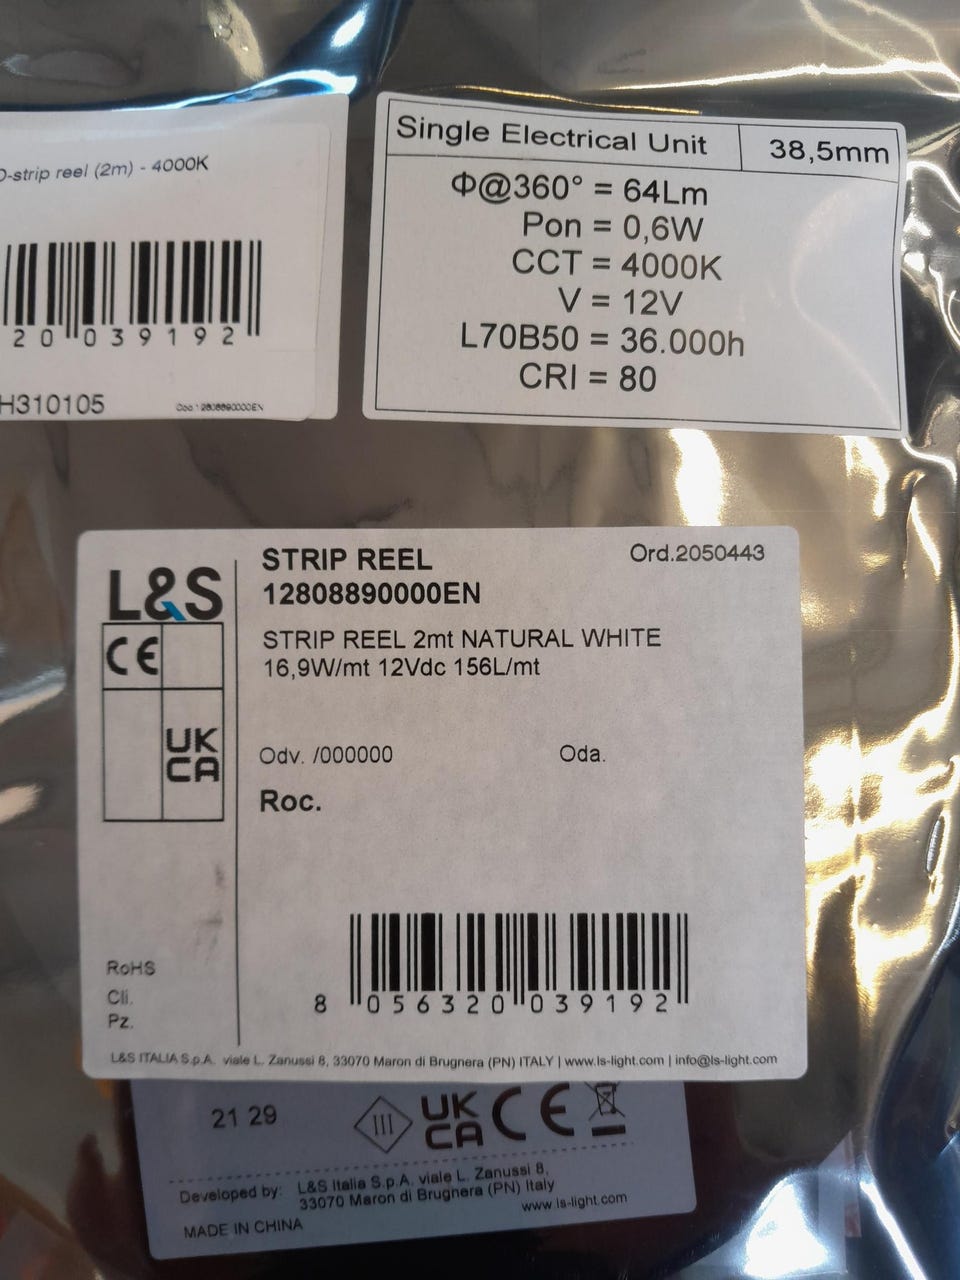 -strip reel (2m) - 4000K
20 039192
H310105
Cod.12808890000EN
Single Electrical Unit 38,5mm
Φ@360° = 64Lm
Pon = 0,6W
CCT = 4000K
V = 12V
L70B50 = 36.000h
CRI = 80
L&S
CE
UK
CA
RoHS
Cli.
Pz.
STRIP REEL Ord.2050443
12808890000EN
STRIP REEL 2mt NATURAL WHITE
16,9W/mt 12Vdc 156L/mt
Odv. /000000 Oda.
Roc.
8 056320 039192
L&S ITALIA S.p.A. viale L. Zanussi 8, 33070 Maron di Brugnera (PN) ITALY | www.ls-light.com | info@ls-light.com
21 29 III UK CA CE
Developed by: L&S Italia S.p.A. viale L. Zanussi 8,
33070 Maron di Brugnera (PN) Italy
www.ls-light.com
MADE IN CHINA